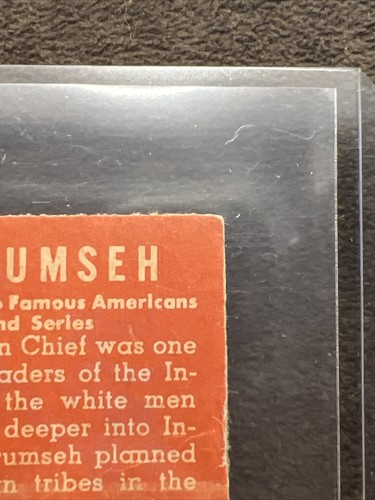 UMSEH
Famous Americans
nd Series
n Chief was one
aders of the In-
the white men
deeper into In-
umseh planned
n tribes in the